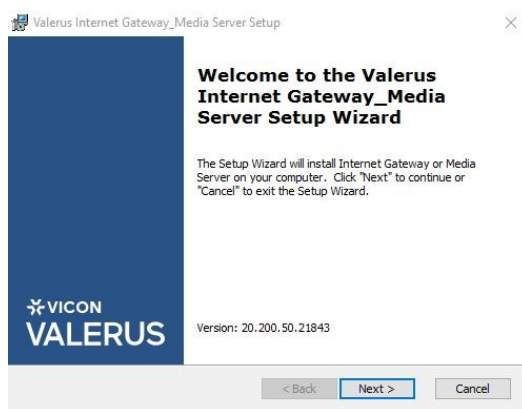 Valerus Internet Gateway_Media Server Setup
Welcome to the Valerus
Internet Gateway_Media
Server Setup Wizard
The Setup Wizard will install Internet Gateway or Media
Server on your computer. Click "Next" to continue or
"Cancel" to exit the Setup Wizard.
VICON
VALERUS
Version: 20.200.50.21843
< Back
Next >
Cancel